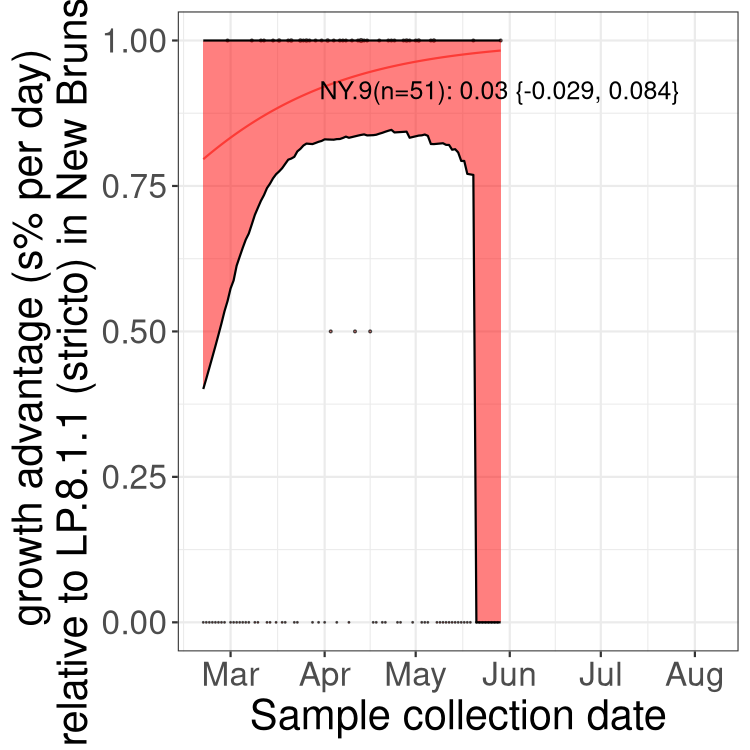 growth advantage (s% per day)
relative to LP.8.1.1 (stricto) in New Bruns
1.00
0.75
0.50
0.25
0.00
NY.9(n=51): 0.03 {-0.029, 0.084}
Mar Apr May Jun Jul Aug
Sample collection date